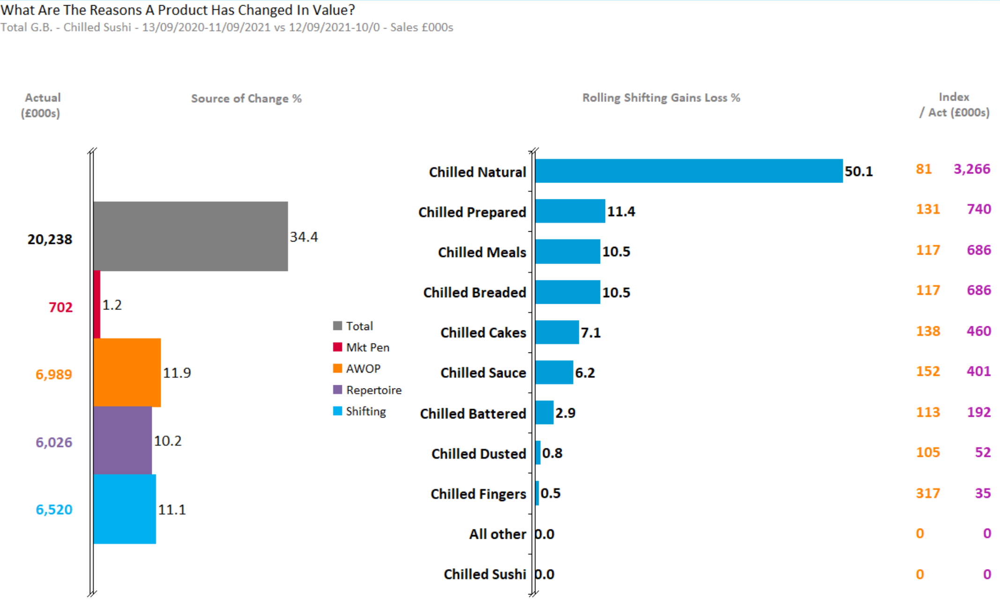 What Are The Reasons A Product Has Changed In Value?
Total G.B. - Chilled Sushi - 13/09/2020-11/09/2021 vs 12/09/2021-10/0 - Sales £000s
Actual
(£000s)
Source of Change %
20,238
34.4
702
1.2
6,989
11.9
6,026
10.2
6,520
11.1
Total
Mkt Pen
AWOP
Repertoire
Shifting
Rolling Shifting Gains Loss %
Index
/ Act (£000s)
Chilled Natural 50.1 81 3,266
Chilled Prepared 11.4 131 740
Chilled Meals 10.5 117 686
Chilled Breaded 10.5 117 686
Chilled Cakes 7.1 138 460
Chilled Sauce 6.2 152 401
Chilled Battered 2.9 113 192
Chilled Dusted 0.8 105 52
Chilled Fingers 0.5 317 35
All other 0.0 0 0
Chilled Sushi 0.0 0 0